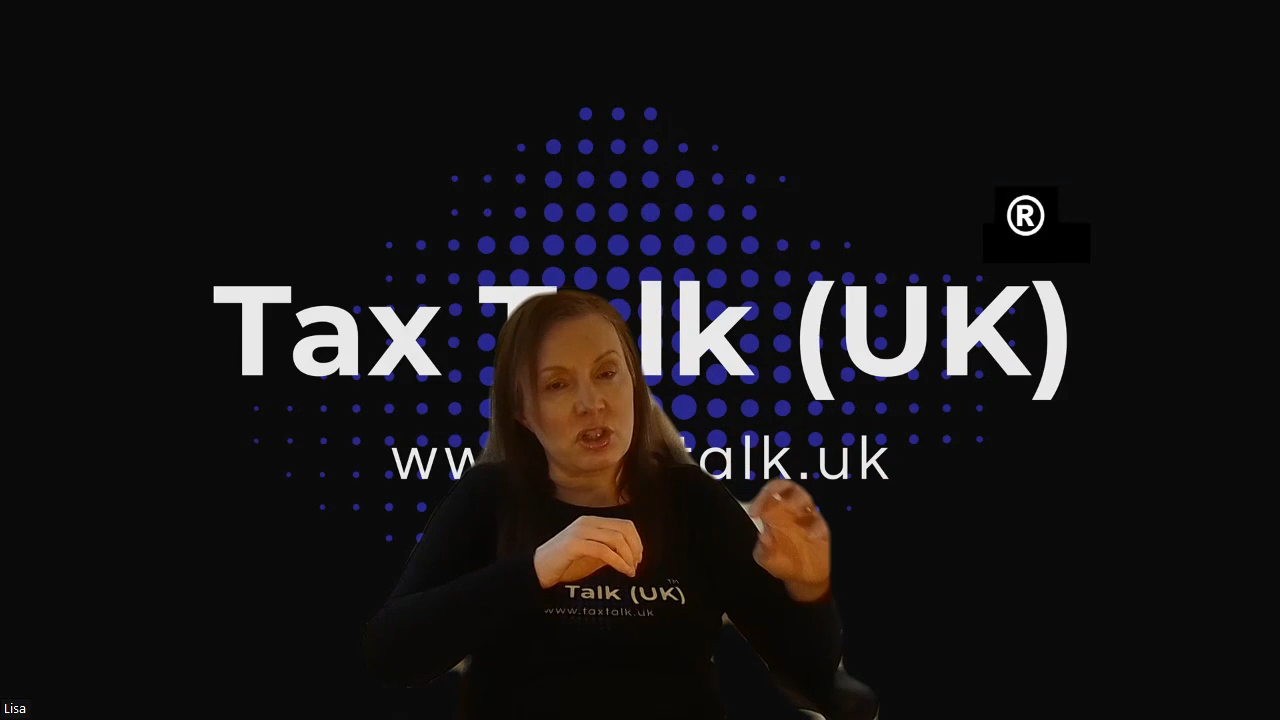 ®
Tax T lk (UK)
ww talk.uk
TM
Talk (UK)
www.taxtalk.uk
Lisa